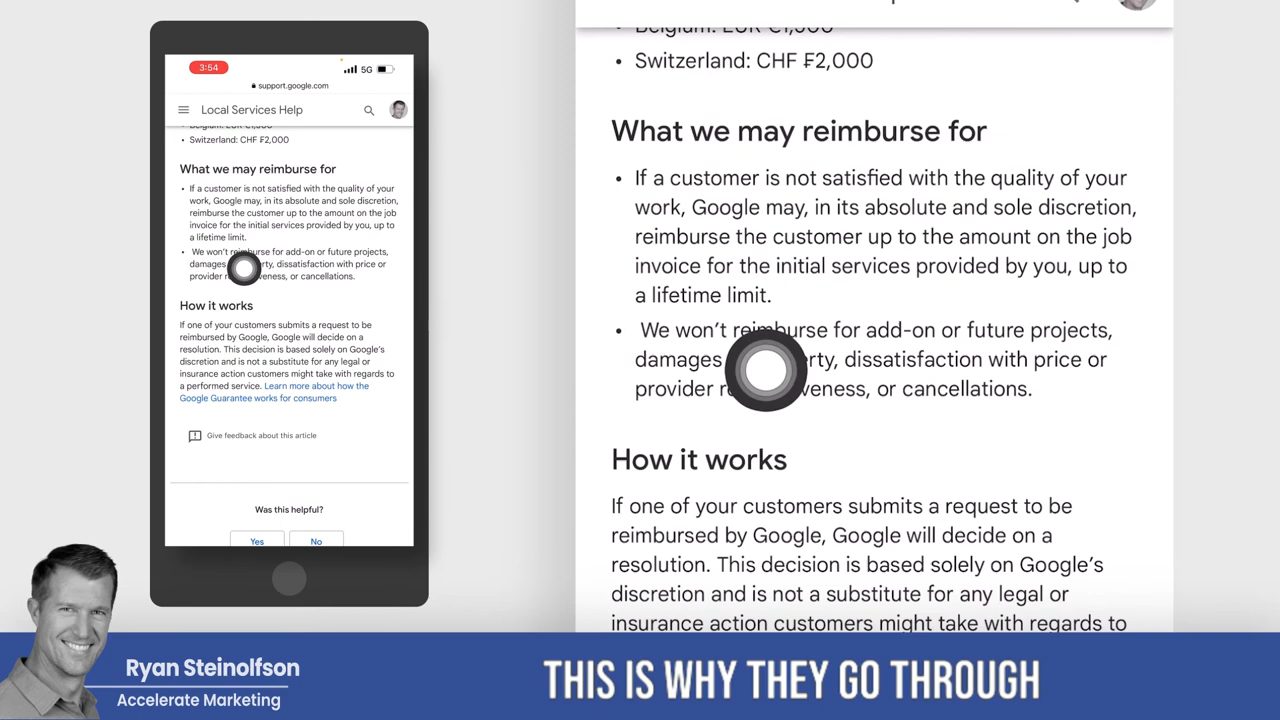 3:54
5G
support.google.com
Local Services Help
• Switzerland: CHF ₣2,000
What we may reimburse for
• If a customer is not satisfied with the quality of your
work, Google may, in its absolute and sole discretion,
reimburse the customer up to the amount on the job
invoice for the initial services provided by you, up to
a lifetime limit.
• We won't reimburse for add-on or future projects,
damages dissatisfaction with price or
provider or cancellations.
How it works
If one of your customers submits a request to be
reimbursed by Google, Google will decide on a
resolution. This decision is based solely on Google's
discretion and is not a substitute for any legal or
insurance action customers might take with regards to
a performed service. Learn more about how the
Google Guarantee works for consumers
Give feedback about this article
Was this helpful?
Yes No
• Switzerland: CHF ₣2,000
What we may reimburse for
• If a customer is not satisfied with the quality of your
work, Google may, in its absolute and sole discretion,
reimburse the customer up to the amount on the job
invoice for the initial services provided by you, up to
a lifetime limit.
• We won't reimburse for add-on or future projects,
damages dissatisfaction with price or
provider or cancellations.
How it works
If one of your customers submits a request to be
reimbursed by Google, Google will decide on a
resolution. This decision is based solely on Google's
discretion and is not a substitute for any legal or
insurance action customers might take with regards to
Ryan Steinolfson
Accelerate Marketing
THIS IS WHY THEY GO THROUGH